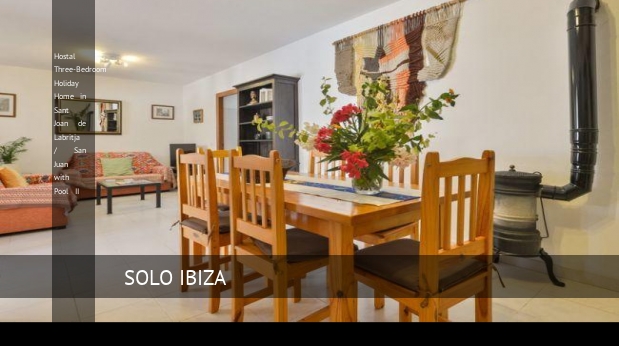 Hostal
Three-Bedroom
Holiday
Home in
Sant
Joan de
Labritja
/ San
Juan
with
Pool II
SOLO IBIZA